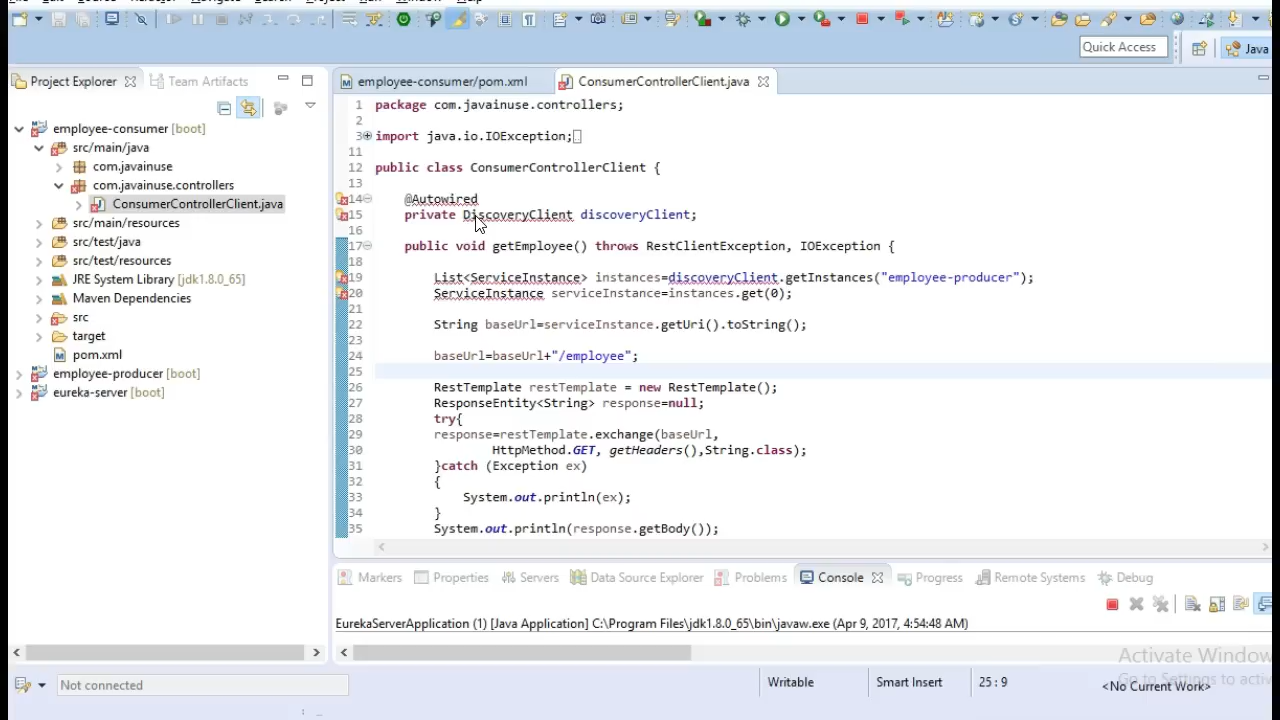 Quick Access
Java
Project Explorer
Team Artifacts
employee-consumer [boot]
src/main/java
com.javainuse
com.javainuse.controllers
ConsumerControllerClient.java
src/main/resources
src/test/java
src/test/resources
JRE System Library [jdk1.8.0_65]
Maven Dependencies
src
target
pom.xml
employee-producer [boot]
eureka-server [boot]
employee-consumer/pom.xml
ConsumerControllerClient.java
1 package com.javainuse.controllers;
2
3 import java.io.IOException;
11
12 public class ConsumerControllerClient {
13
14 @Autowired
15 private DiscoveryClient discoveryClient;
16
17 public void getEmployee() throws RestClientException, IOException {
18
19 List<ServiceInstance> instances=discoveryClient.getInstances("employee-producer");
20 ServiceInstance serviceInstance=instances.get(0);
21
22 String baseUrl=serviceInstance.getUri().toString();
23
24 baseUrl=baseUrl+"/employee";
25
26 RestTemplate restTemplate = new RestTemplate();
27 ResponseEntity<String> response=null;
28 try{
29 response=restTemplate.exchange(baseUrl,
30 HttpMethod.GET, getHeaders(),String.class);
31 }catch (Exception ex)
32 {
33 System.out.println(ex);
34 }
35 System.out.println(response.getBody());
Markers
Properties
Servers
Data Source Explorer
Problems
Console
Progress
Remote Systems
Debug
EurekaServerApplication (1) [Java Application] C:\Program Files\jdk1.8.0_65\bin\javaw.exe (Apr 9, 2017, 4:54:48 AM)
Activate Window
Go to Settings to activ
Not connected
Writable
Smart Insert
25 : 9
<No Current Work>